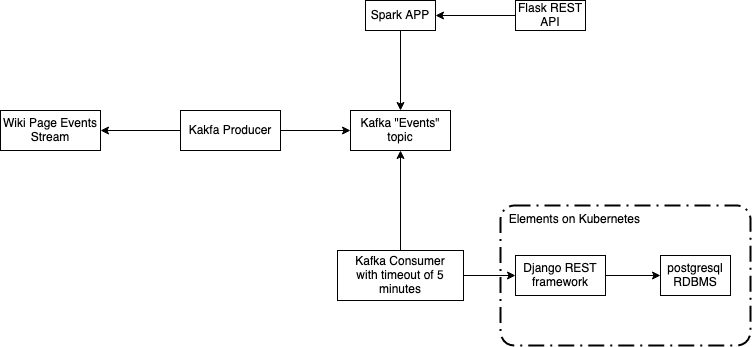 Spark APP
Flask REST
API
Wiki Page Events
Stream
Kakfa Producer
Kafka "Events"
topic
Elements on Kubernetes
Kafka Consumer
with timeout of 5
minutes
Django REST
framework
postgresql
RDBMS